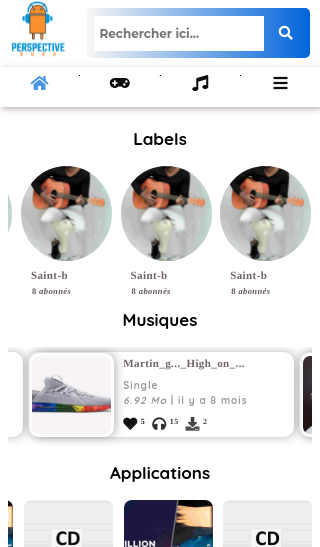 PERSPECTIVE
BUKA
Rechercher ici...
Labels
Saint-b
8 abonnés
Saint-b
8 abonnés
Saint-b
8 abonnés
Musiques
Martin_g..._High_on_...
Single
6.92 Mo | il y a 8 mois
5 15 2
Applications
CD
ILLION
CD